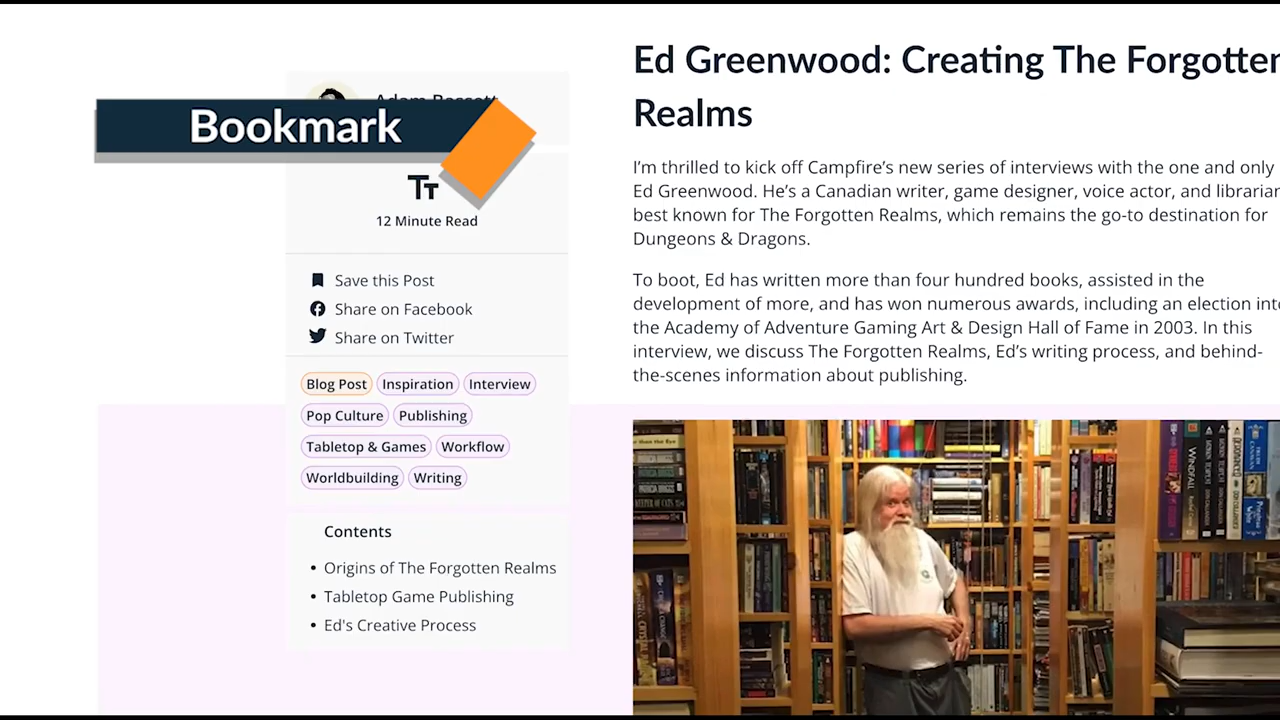 Ed Greenwood: Creating The Forgotten
Realms
Adam Bassett
Bookmark
12 Minute Read
Save this Post
Share on Facebook
Share on Twitter
Blog Post Inspiration Interview
Pop Culture Publishing
Tabletop & Games Workflow
Worldbuilding Writing
Contents
• Origins of The Forgotten Realms
• Tabletop Game Publishing
• Ed's Creative Process
I'm thrilled to kick off Campfire's new series of interviews with the one and only
Ed Greenwood. He's a Canadian writer, game designer, voice actor, and librarian
best known for The Forgotten Realms, which remains the go-to destination for
Dungeons & Dragons.
To boot, Ed has written more than four hundred books, assisted in the
development of more, and has won numerous awards, including an election into
the Academy of Adventure Gaming Art & Design Hall of Fame in 2003. In this
interview, we discuss The Forgotten Realms, Ed's writing process, and behind-
the-scenes information about publishing.
WINDFALL